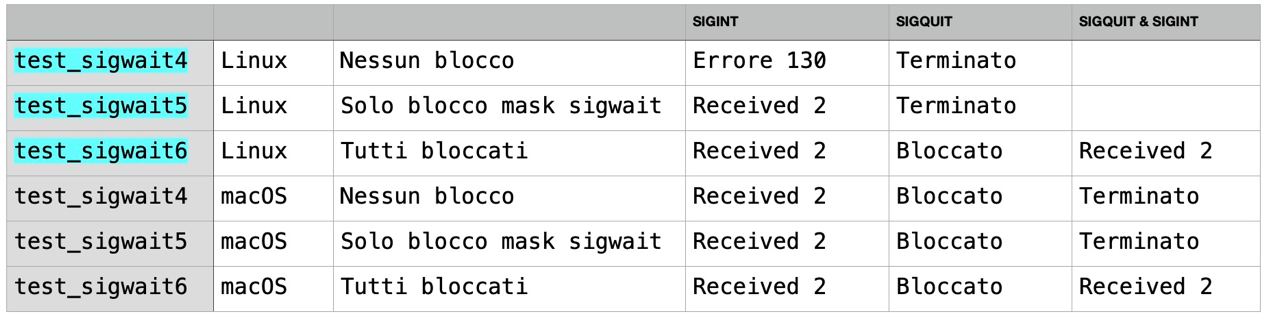 SIGINT SIGQUIT SIGQUIT & SIGINT
test_sigwait4 Linux Nessun blocco Errore 130 Terminato
test_sigwait5 Linux Solo blocco mask sigwait Received 2 Terminato
test_sigwait6 Linux Tutti bloccati Received 2 Bloccato Received 2
test_sigwait4 macOS Nessun blocco Received 2 Bloccato Terminato
test_sigwait5 macOS Solo blocco mask sigwait Received 2 Bloccato Terminato
test_sigwait6 macOS Tutti bloccati Received 2 Bloccato Received 2